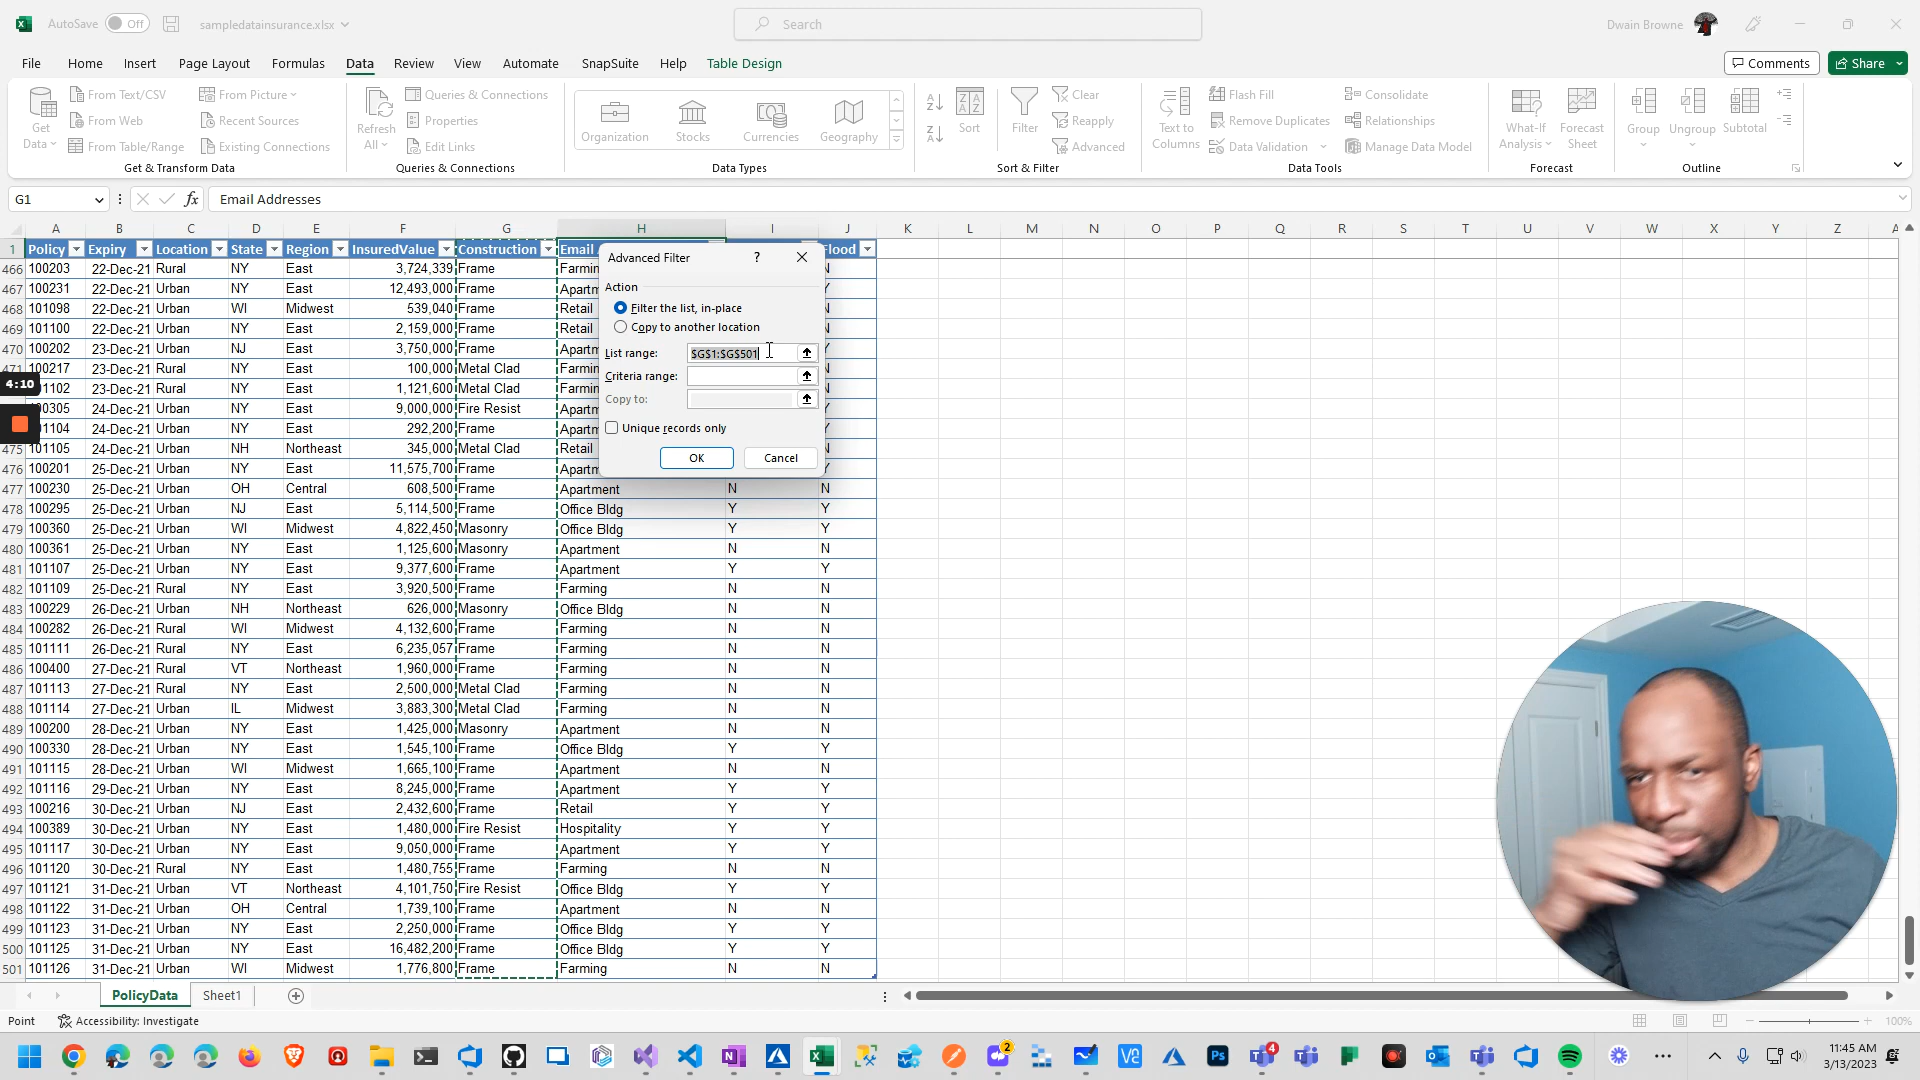 AutoSave Off sampledatainsurance.xlsx Search Dwain Browne
File Home Insert Page Layout Formulas Data Review View Automate SnapSuite Help Table Design Comments Share
Get Data From Text/CSV From Picture Refresh All Queries & Connections Organization Stocks Currencies Geography Sort Filter Clear Text to Columns Flash Fill Consolidate What-If Analysis Forecast Sheet Group Ungroup Subtotal
From Web Recent Sources Properties Reapply Remove Duplicates Relationships
From Table/Range Existing Connections Edit Links Advanced Data Validation Manage Data Model
Get & Transform Data Queries & Connections Data Types Sort & Filter Data Tools Forecast Outline
G1 fx Email Addresses
A B C D E F G H I J K L M N O P Q R S T U V W X Y Z
1 Policy Expiry Location State Region InsuredValue Construction Email Flood
466 100203 22-Dec-21 Rural NY East 3,724,339 Frame
467 100231 22-Dec-21 Urban NY East 12,493,000 Frame
468 101098 22-Dec-21 Urban WI Midwest 539,040 Frame Retail
469 101100 22-Dec-21 Urban NY East 2,159,000 Frame Retail
470 100202 23-Dec-21 Urban NJ East 3,750,000 Frame
100217 23-Dec-21 Rural NY East 100,000 Metal Clad
23-Dec-21 Rural NY East 1,121,600 Metal Clad
24-Dec-21 Urban NY East 9,000,000 Fire Resist
24-Dec-21 Urban NY East 292,200 Frame
475 101105 24-Dec-21 Urban NH Northeast 345,000 Metal Clad Retail
476 100201 25-Dec-21 Urban NY East 11,575,700 Frame
477 100230 25-Dec-21 Urban OH Central 608,500 Frame Apartment N N
478 100295 25-Dec-21 Urban NJ East 5,114,500 Frame Office Bldg Y Y
479 100360 25-Dec-21 Urban WI Midwest 4,822,450 Masonry Office Bldg Y Y
480 100361 25-Dec-21 Urban NY East 1,125,600 Masonry Apartment N N
481 101107 25-Dec-21 Urban NY East 9,377,600 Frame Apartment Y Y
482 101109 25-Dec-21 Rural NY East 3,920,500 Frame Farming N N
483 100229 26-Dec-21 Urban NH Northeast 626,000 Masonry Office Bldg N N
484 100282 26-Dec-21 Rural WI Midwest 4,132,600 Frame Farming N N
485 101111 26-Dec-21 Rural NY East 6,235,057 Frame Farming N N
486 100400 27-Dec-21 Rural VT Northeast 1,960,000 Frame Farming N N
487 101113 27-Dec-21 Rural NY East 2,500,000 Metal Clad Farming N N
488 101114 27-Dec-21 Urban IL Midwest 3,883,300 Metal Clad Farming N N
489 100200 28-Dec-21 Urban NY East 1,425,000 Masonry Apartment N N
490 100330 28-Dec-21 Urban NY East 1,545,100 Frame Office Bldg Y Y
491 101115 28-Dec-21 Urban WI Midwest 1,665,100 Frame Apartment N N
492 101116 29-Dec-21 Urban NY East 8,245,000 Frame Apartment Y Y
493 100216 30-Dec-21 Urban NJ East 2,432,600 Frame Retail Y Y
494 100389 30-Dec-21 Urban NY East 1,480,000 Fire Resist Hospitality Y Y
495 101117 30-Dec-21 Urban NY East 9,050,000 Frame Apartment Y Y
496 101120 30-Dec-21 Rural NY East 1,480,755 Frame Farming N N
497 101121 31-Dec-21 Urban VT Northeast 4,101,750 Fire Resist Office Bldg Y Y
498 101122 31-Dec-21 Urban OH Central 1,739,100 Frame Apartment N N
499 101123 31-Dec-21 Urban NY East 2,250,000 Frame Office Bldg Y Y
500 101125 31-Dec-21 Urban NY East 16,482,200 Frame Office Bldg Y Y
501 101126 31-Dec-21 Urban WI Midwest 1,776,800 Frame Farming N N
Advanced Filter ?
Action
Filter the list, in-place
Copy to another location
List range: $G$1:$G$501
Criteria range:
Copy to:
Unique records only
OK Cancel
4:10
PolicyData Sheet1
Point Accessibility: Investigate 100%
2 4
11:45 AM
3/13/2023